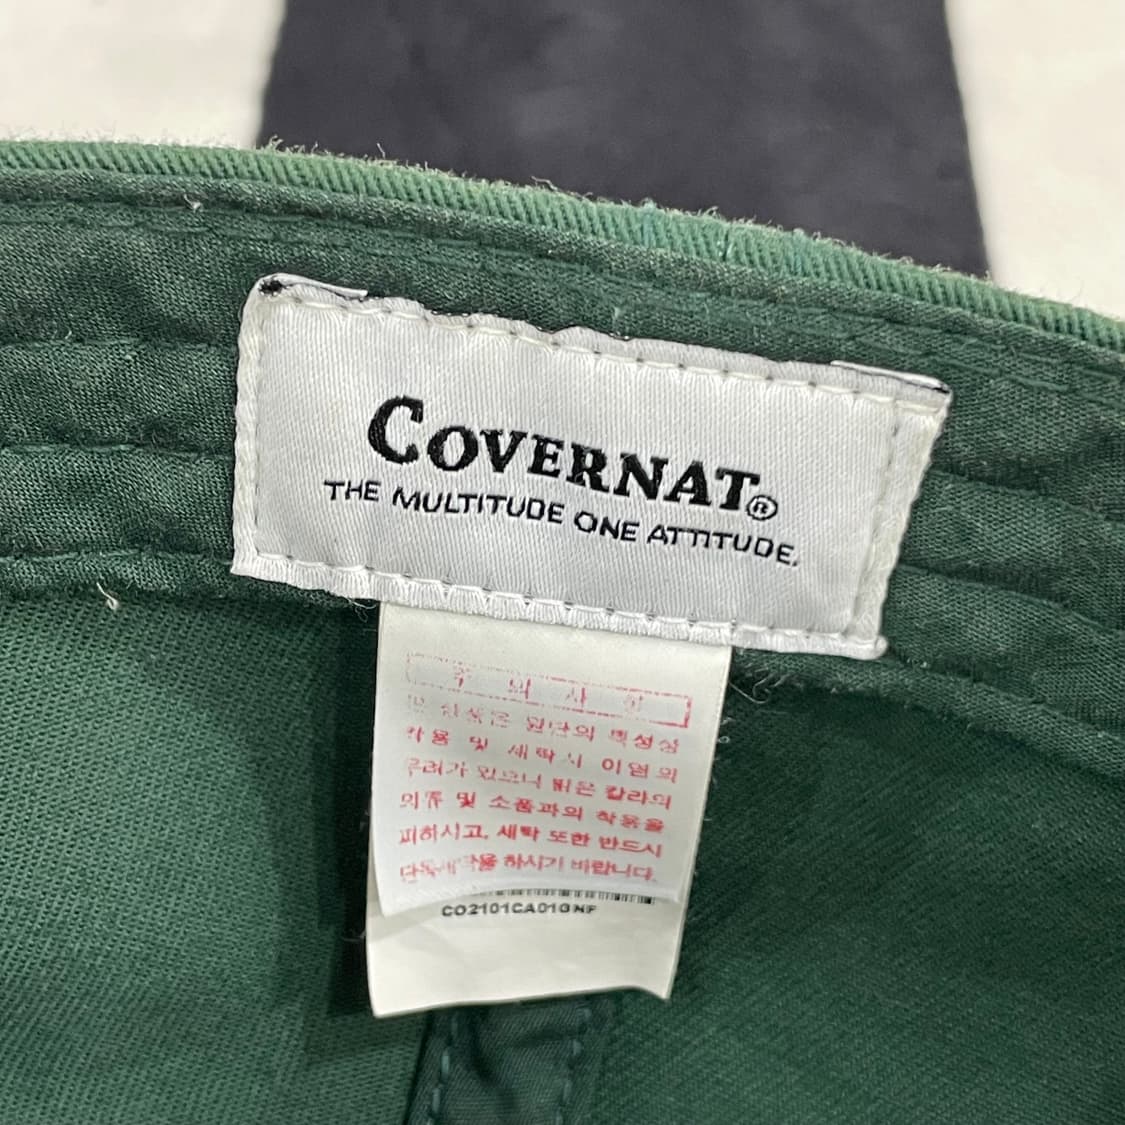 COVERNAT®
THE MULTITUDE ONE ATTITUDE.
주 의 사 항
본 상품은 원단의 특성상
착용 및 세탁시 이염의
우려가 있으니 밝은 칼라의
의류 및 소품과의 착용을
피하시고, 세탁 또한 반드시
단독세탁을 하시기 바랍니다.
CO2101CA01GNF